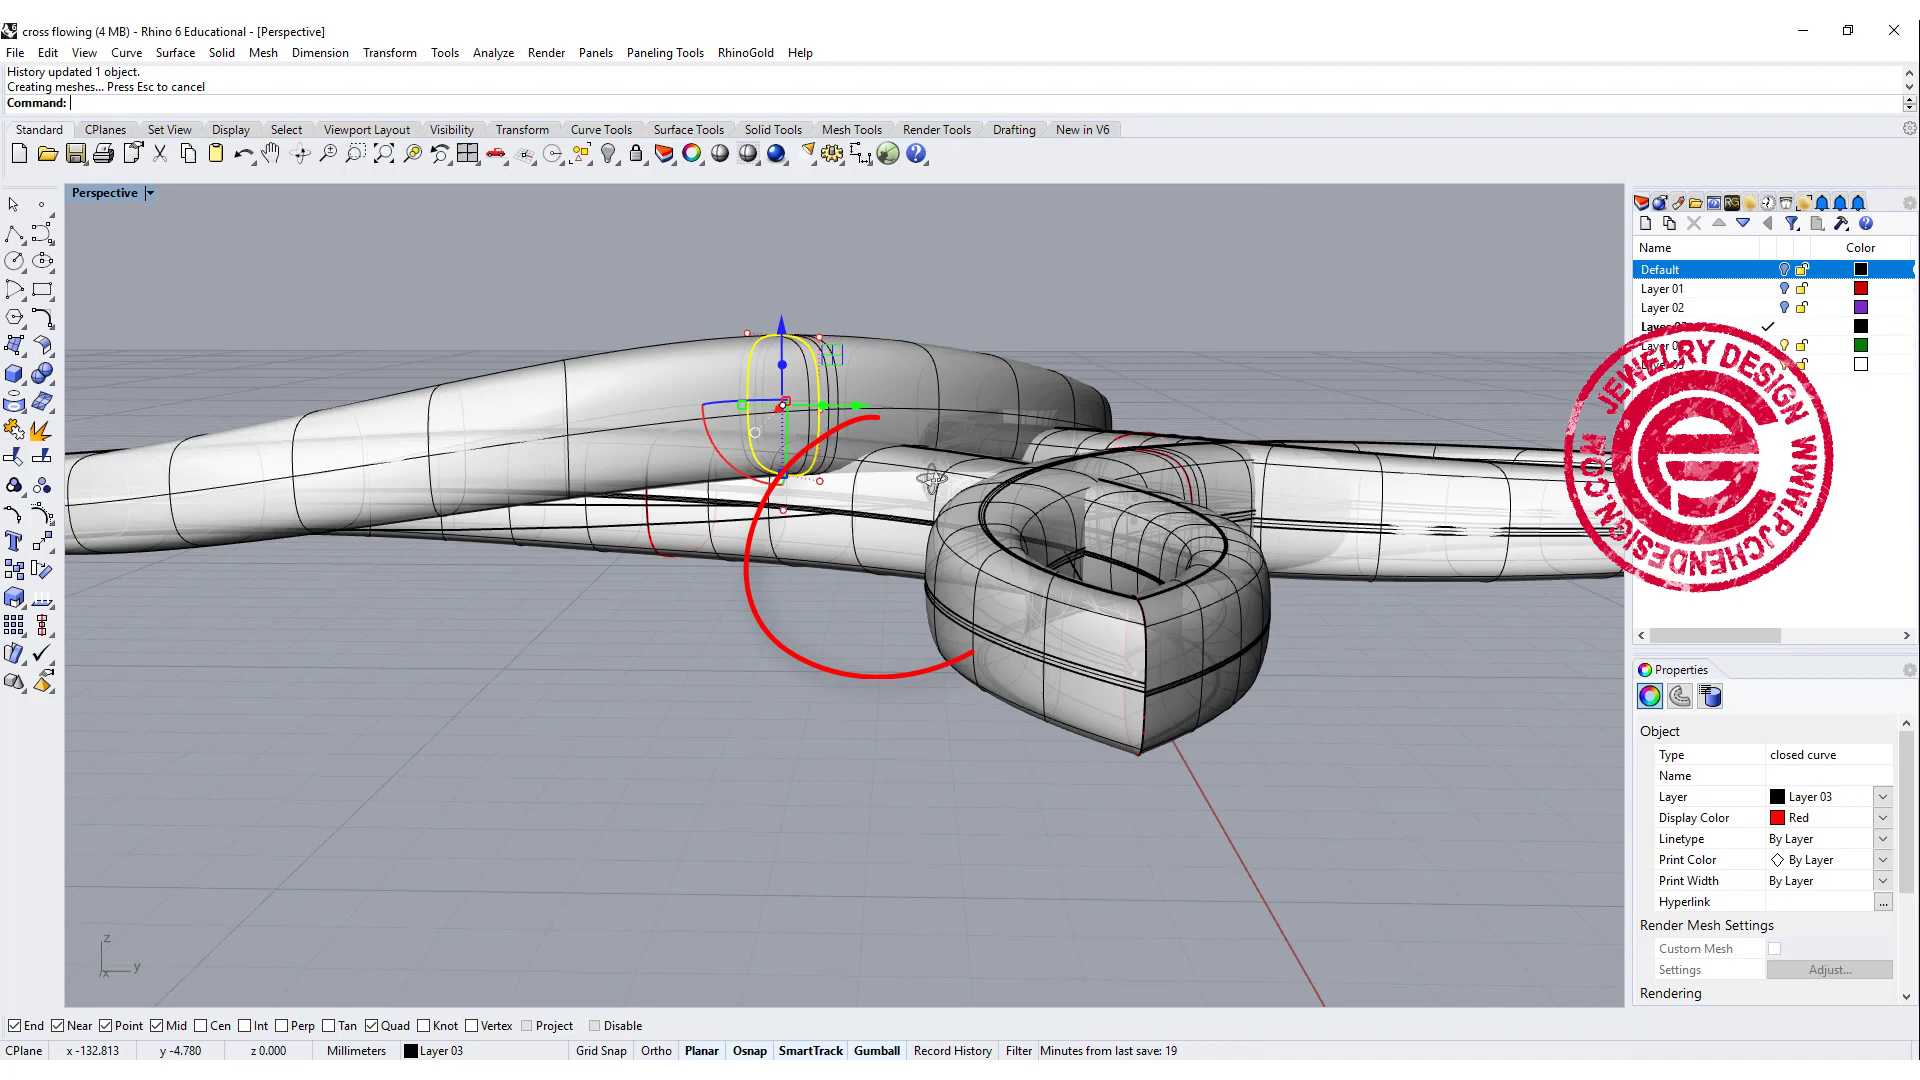 cross flowing (4 MB) - Rhino 6 Educational - [Perspective]
File Edit View Curve Surface Solid Mesh Dimension Transform Tools Analyze Render Panels Paneling Tools RhinoGold Help
History updated 1 object.
Creating meshes... Press Esc to cancel
Command:
Standard CPlanes Set View Display Select Viewport Layout Visibility Transform Curve Tools Surface Tools Solid Tools Mesh Tools Render Tools Drafting New in V6
Perspective
Name Color
Default
Layer 01
Layer 02
JEWELRY DESIGN WWW.PJCHENDESIGN.COM
Properties
Object
Type closed curve
Name
Layer Layer 03
Display Color Red
Linetype By Layer
Print Color By Layer
Print Width By Layer
Hyperlink ...
Render Mesh Settings
Custom Mesh
Settings Adjust...
Rendering
z
y
x
End Near Point Mid Cen Int Perp Tan Quad Knot Vertex Project Disable
CPlane x -132.813 y -4.780 z 0.000 Millimeters Layer 03 Grid Snap Ortho Planar Osnap SmartTrack Gumball Record History Filter Minutes from last save: 19